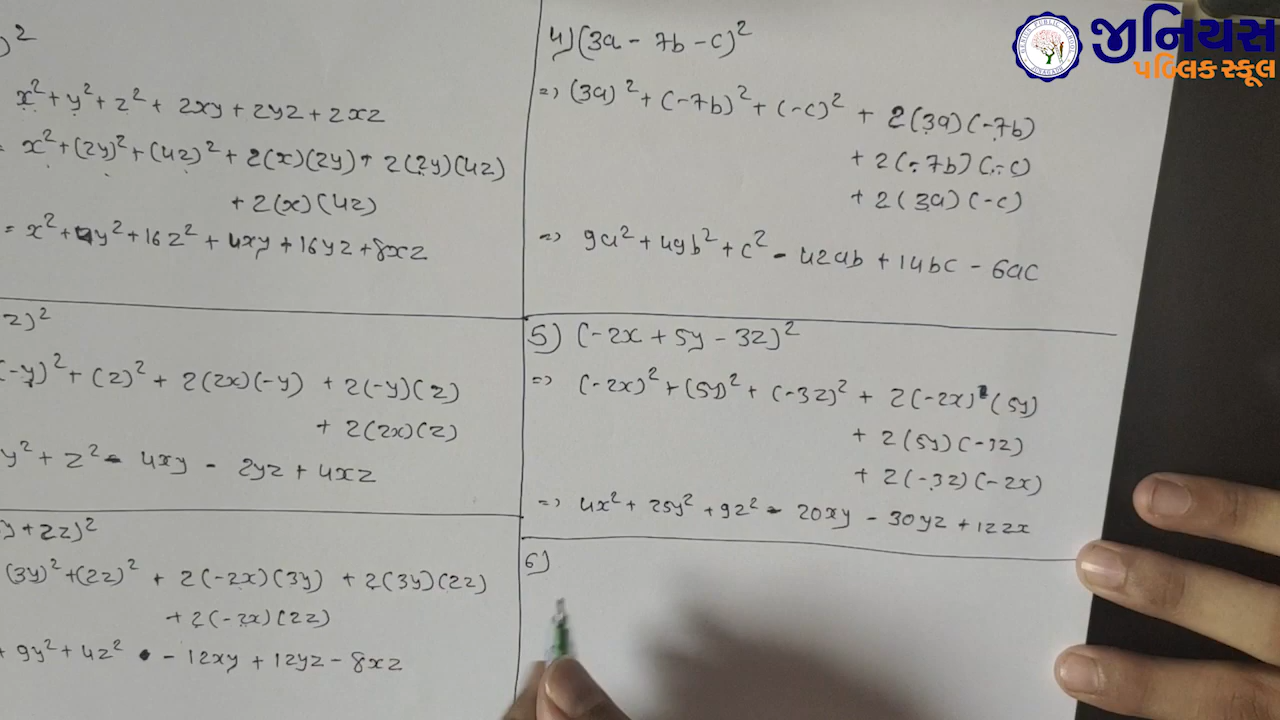 )²
x² + y² + z² + 2xy + 2yz + 2xz
= x² + (2y)² + (4z)² + 2(x)(2y) + 2(2y)(4z)
+ 2(x)(4z)
= x² + 4y² + 16z² + 4xy + 16yz + 8xz
z)²
(-y)² + (z)² + 2(2x)(-y) + 2(-y)(z)
+ 2(2x)(z)
y² + z² - 4xy - 2yz + 4xz
y + 2z)²
(3y)² + (2z)² + 2(-2x)(3y) + 2(3y)(2z)
+ 2(-2x)(2z)
+ 9y² + 4z² - 12xy + 12yz - 8xz
4) (3a - 7b - c)²
=> (3a)² + (-7b)² + (-c)² + 2(3a)(-7b)
+ 2(-7b)(-c)
+ 2(3a)(-c)
=> 9a² + 49b² + c² - 42ab + 14bc - 6ac
5) (-2x + 5y - 3z)²
=> (-2x)² + (5y)² + (-3z)² + 2(-2x)(5y)
+ 2(5y)(-3z)
+ 2(-3z)(-2x)
=> 4x² + 25y² + 9z² - 20xy - 30yz + 12zx
6)
GENIUS PUBLIC SCHOOL
જીનિયસ
પબ્લિક સ્કૂલ